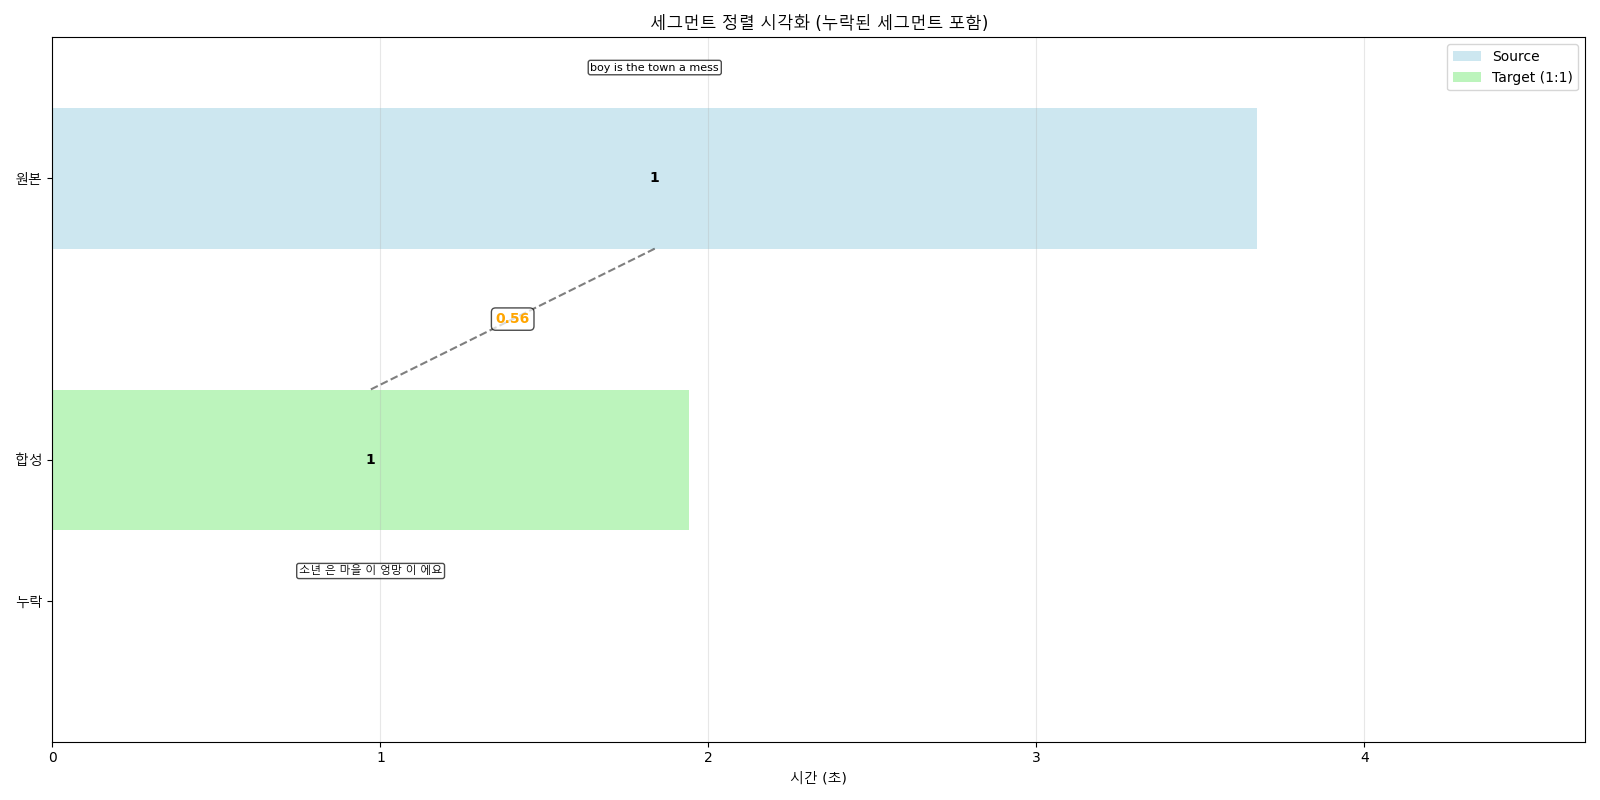 세그먼트 정렬 시각화 (누락된 세그먼트 포함)
boy is the town a mess
Source
Target (1:1)
원본
1
0.56
합성
1
소년 은 마을 이 엉망 이 에요
누락
0
1
2
3
4
시간 (초)